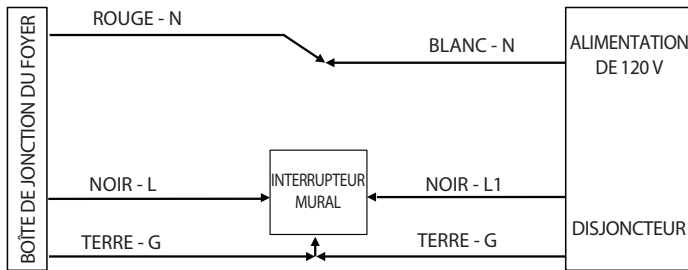 BOÎTE DE JONCTION DU FOYER
ROUGE - N
BLANC - N
ALIMENTATION
DE 120 V
NOIR - L
INTERRUPTEUR
MURAL
NOIR - L1
DISJONCTEUR
TERRE - G
TERRE - G